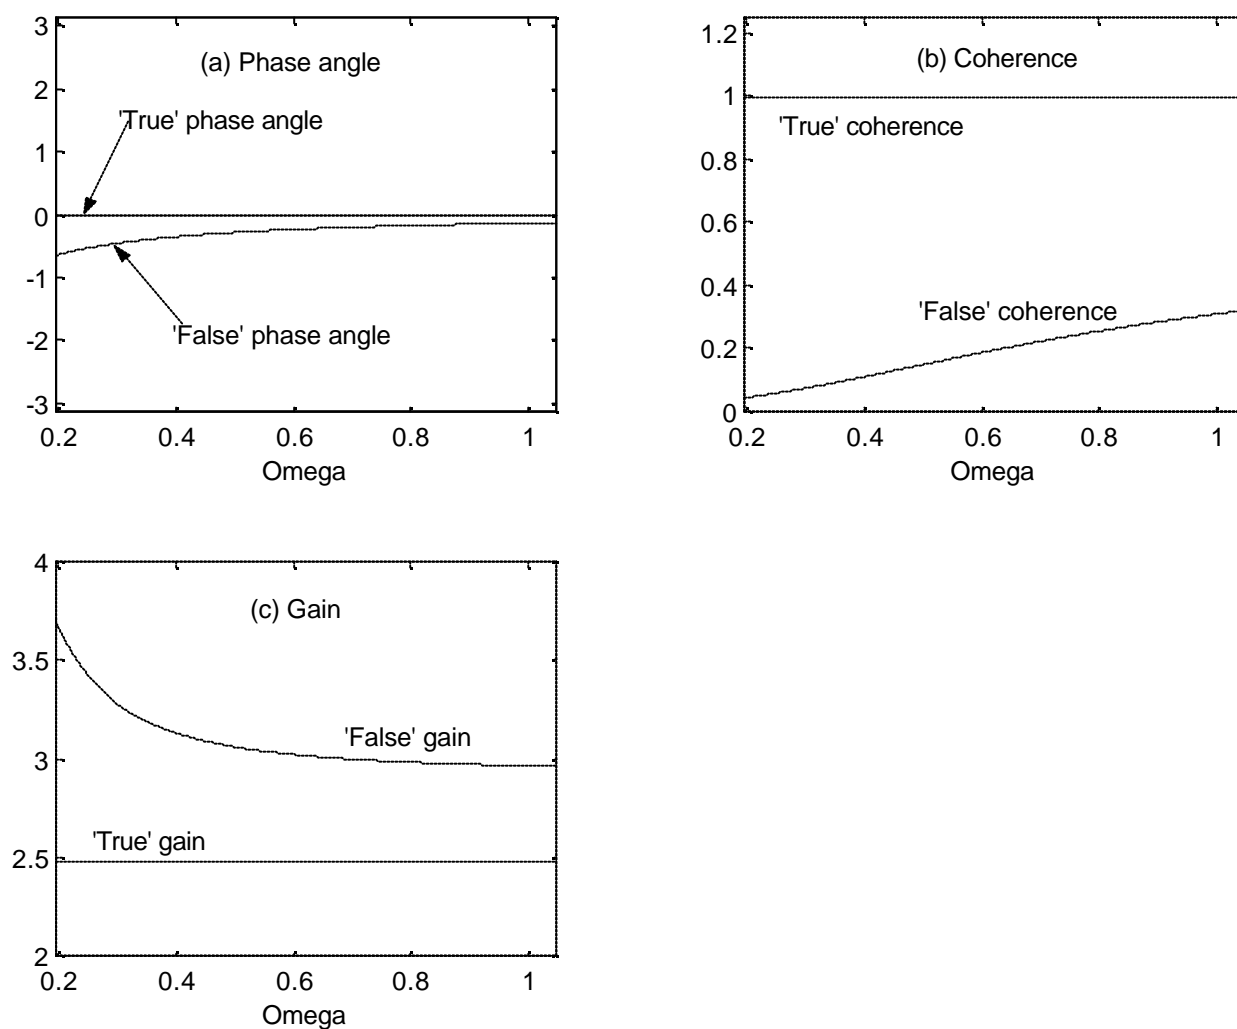 3
(a) Phase angle
2
'True' phase angle
1
0
-1
'False' phase angle
-2
-3
0.2 0.4 0.6 0.8 1
Omega
1.2
(b) Coherence
1
'True' coherence
0.8
0.6
0.4
'False' coherence
0.2
0
0.2 0.4 0.6 0.8 1
Omega
4
(c) Gain
3.5
'False' gain
3
'True' gain
2.5
2
0.2 0.4 0.6 0.8 1
Omega